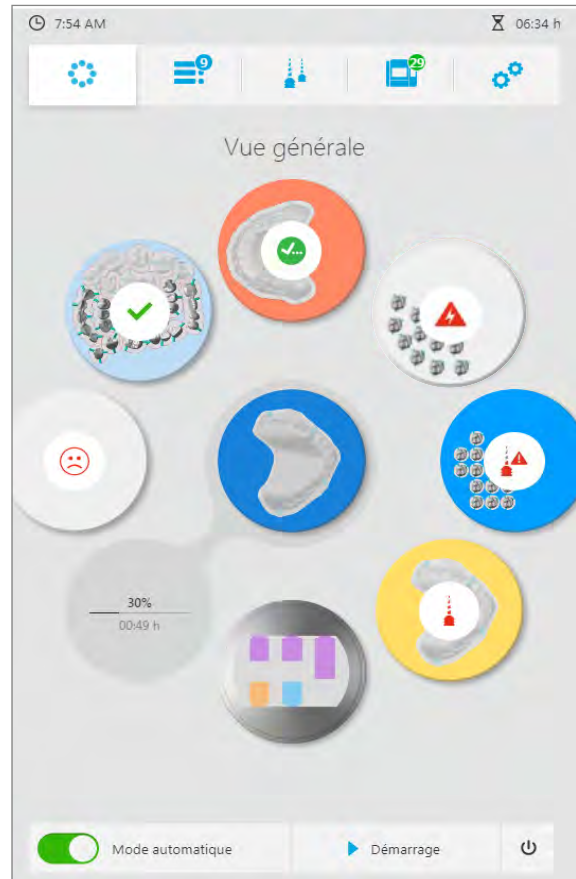 7:54 AM
06:34 h
9
29
Vue générale
30%
00:49 h
Mode automatique
Démarrage